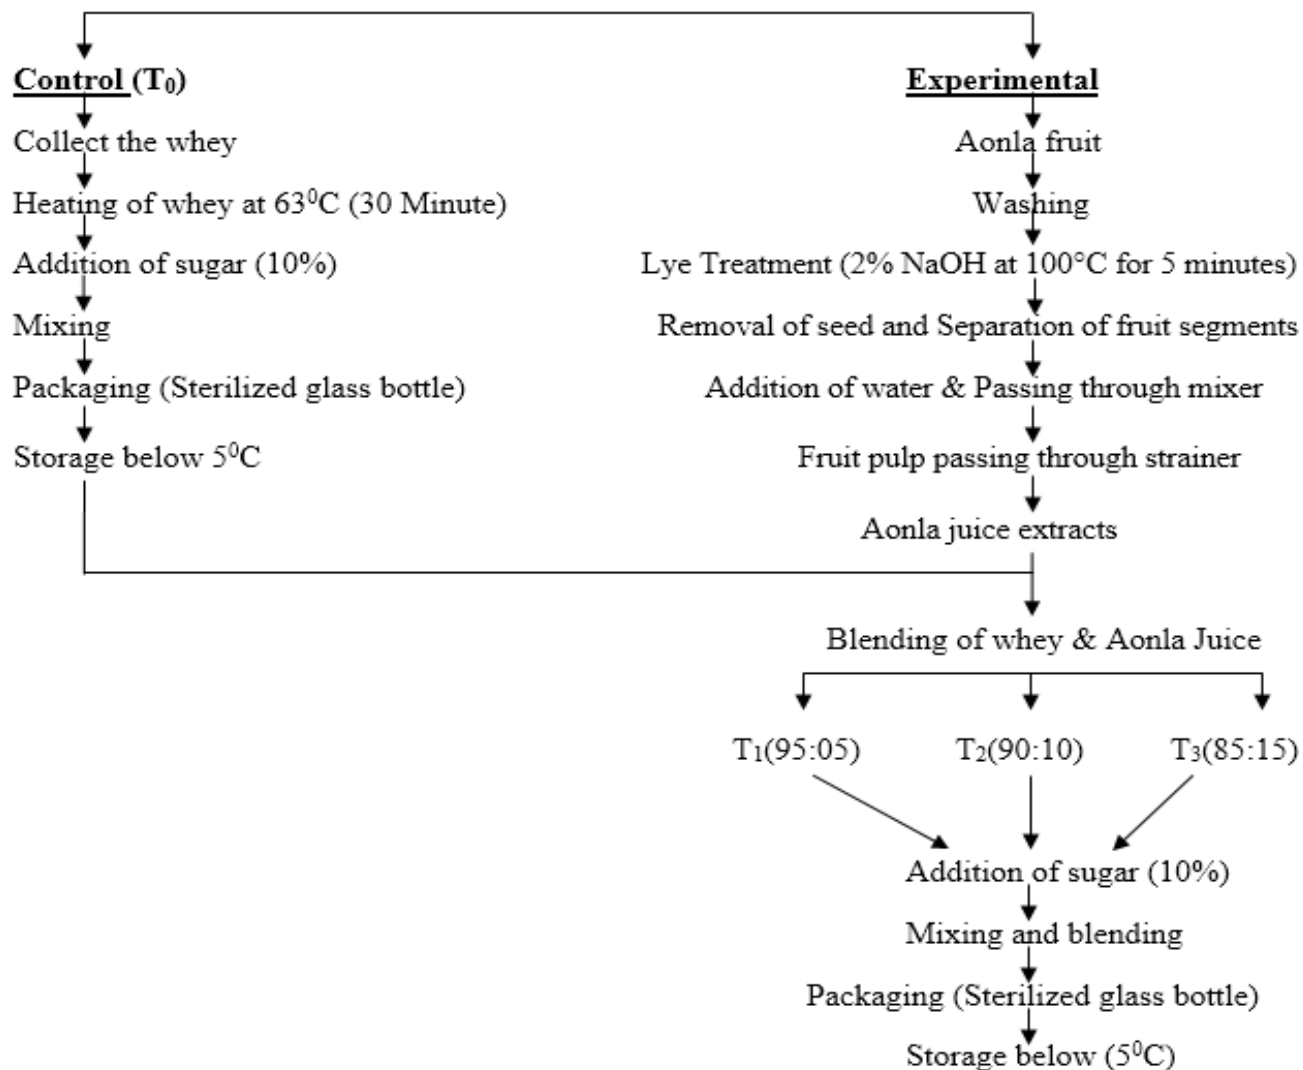 Control (T₀)
Collect the whey
Heating of whey at 63⁰C (30 Minute)
Addition of sugar (10%)
Mixing
Packaging (Sterilized glass bottle)
Storage below 5⁰C
Experimental
Aonla fruit
Washing
Lye Treatment (2% NaOH at 100°C for 5 minutes)
Removal of seed and Separation of fruit segments
Addition of water & Passing through mixer
Fruit pulp passing through strainer
Aonla juice extracts
Blending of whey & Aonla Juice
T₁(95:05)
T₂(90:10)
T₃(85:15)
Addition of sugar (10%)
Mixing and blending
Packaging (Sterilized glass bottle)
Storage below (5⁰C)